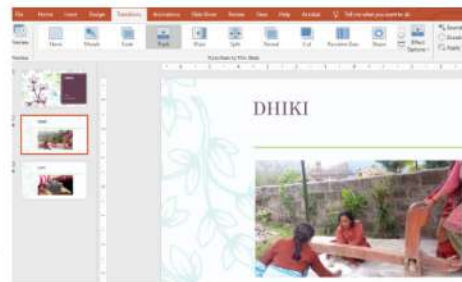 File Home Insert Design Transitions Animations Slide Show Review View Help Acrobat Tell me what you want to do
Preview None Morph Fade Push Wipe Split Reveal Cut Random Bars Shape Effect Options Sound
Preview Transition to This Slide Apply
DHIKI